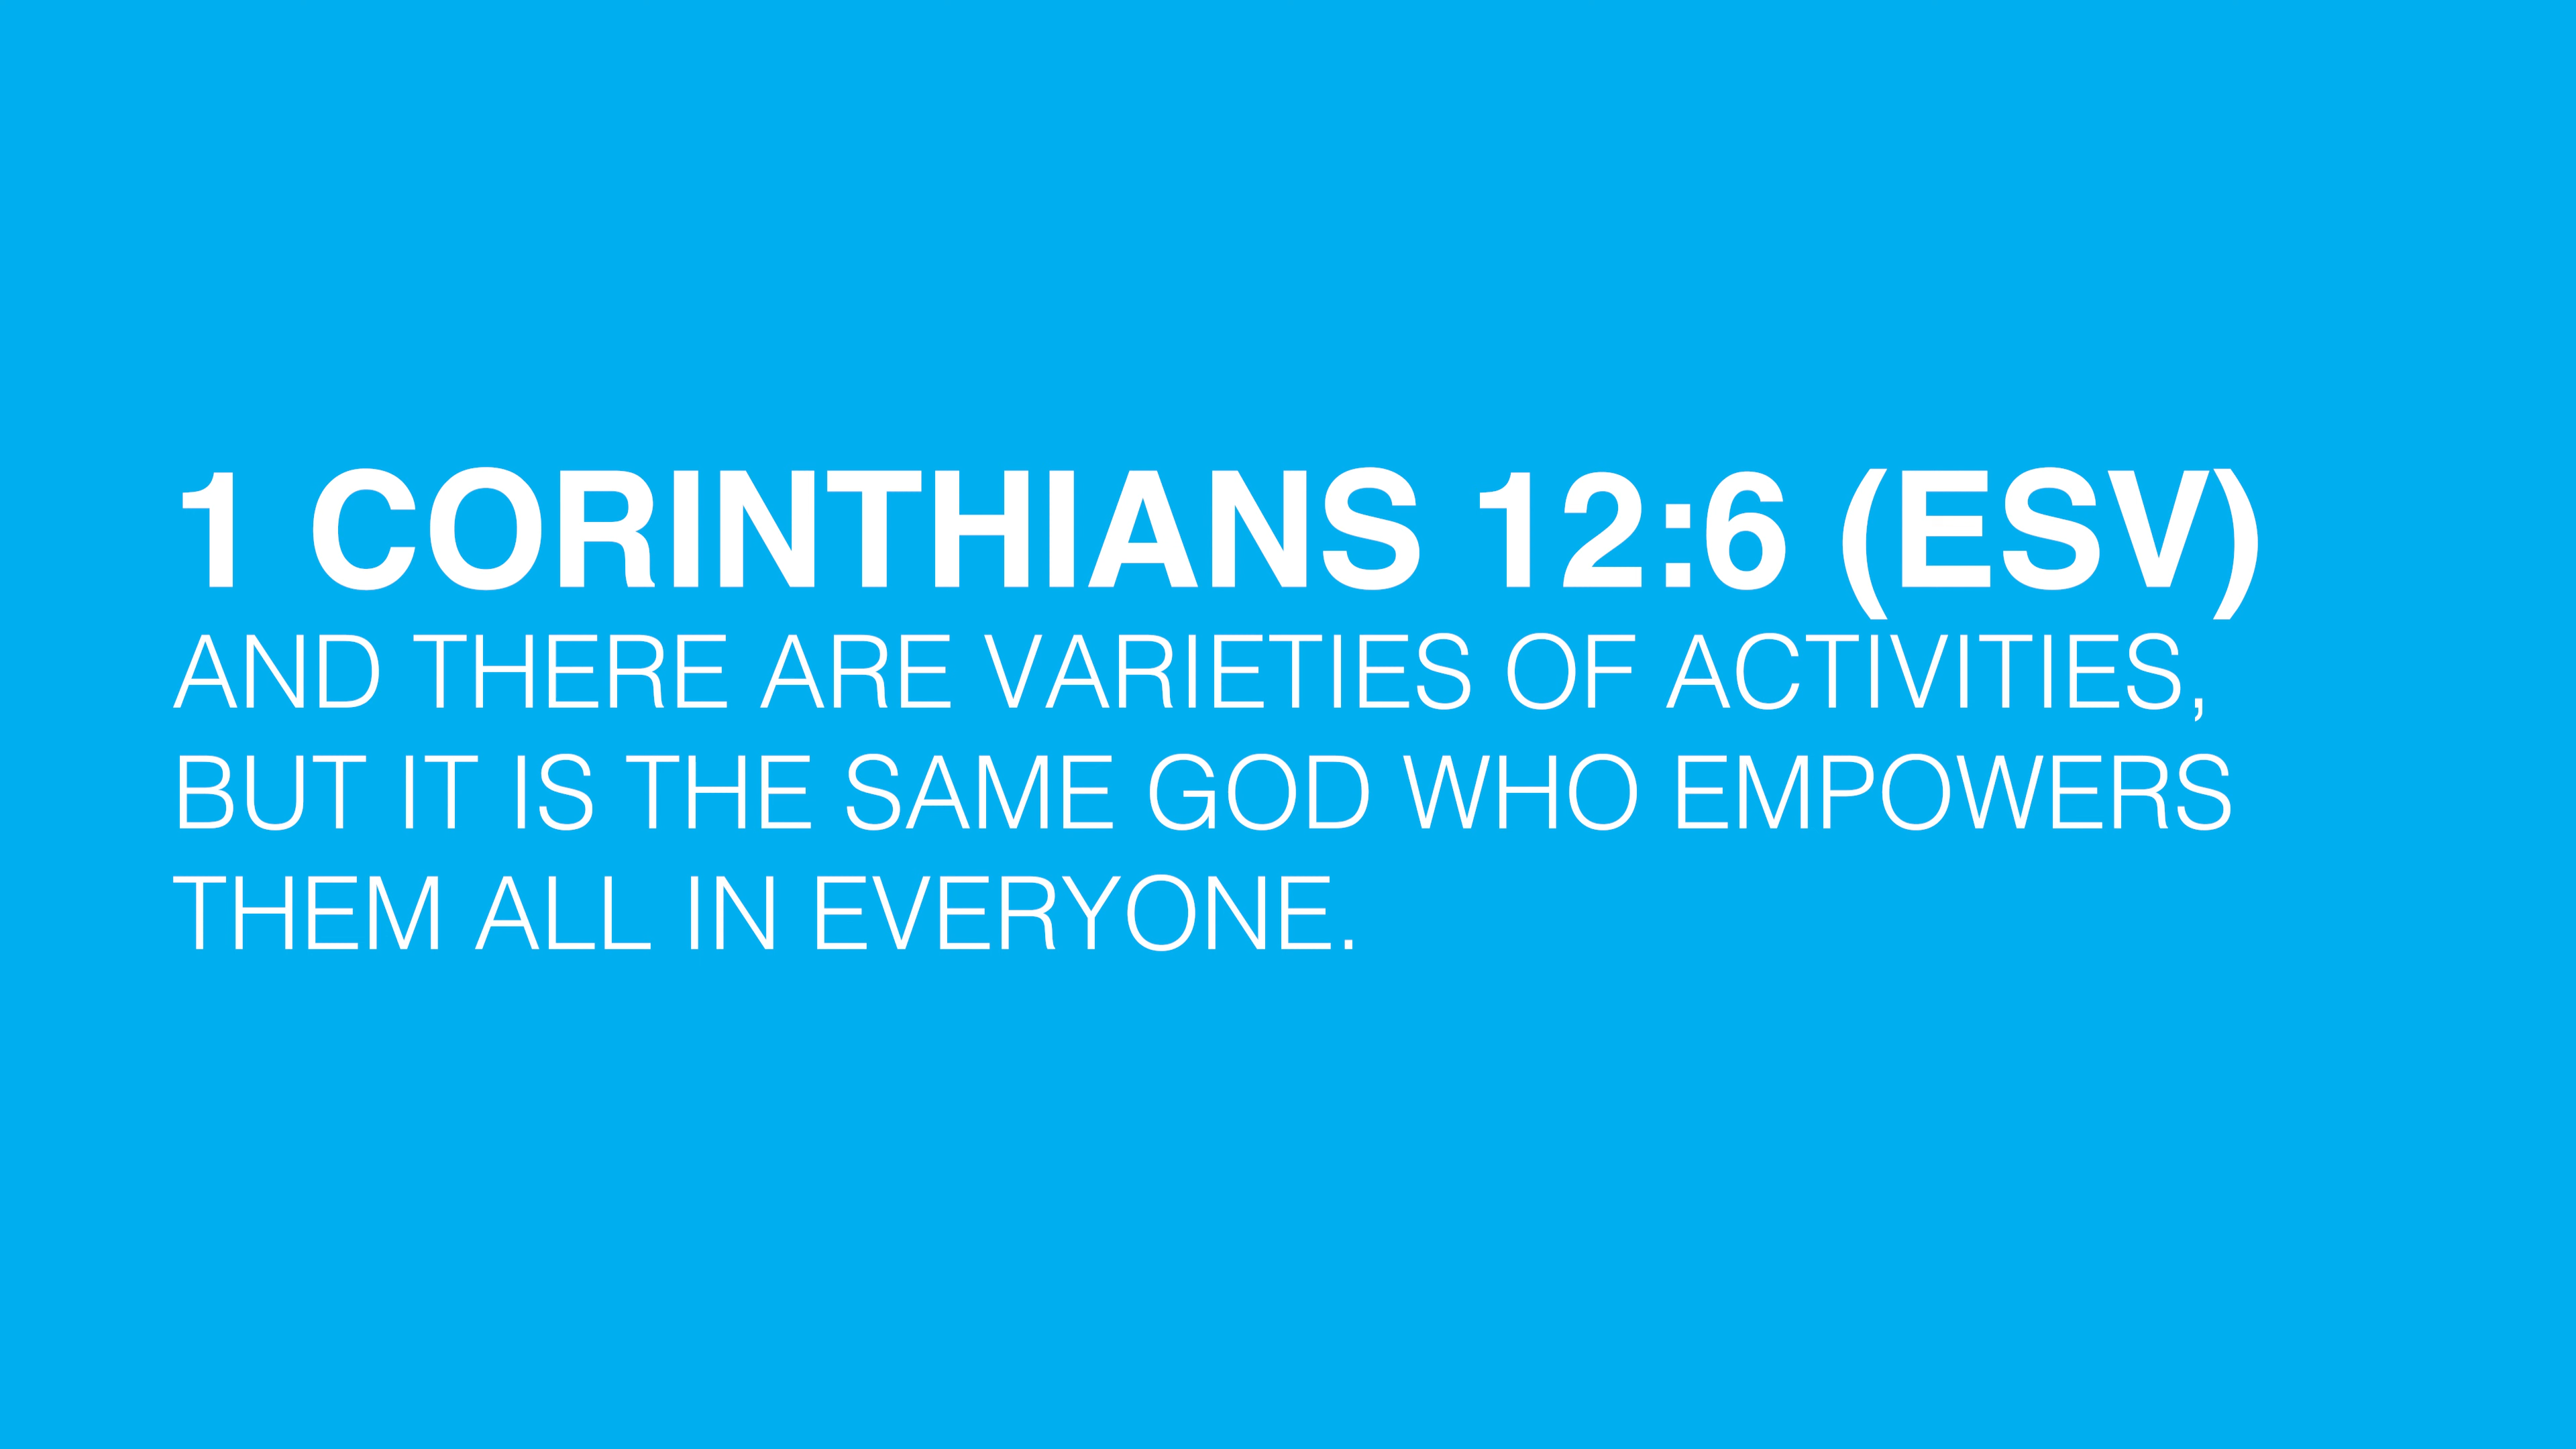 1 CORINTHIANS 12:6 (ESV)
AND THERE ARE VARIETIES OF ACTIVITIES,
BUT IT IS THE SAME GOD WHO EMPOWERS
THEM ALL IN EVERYONE.